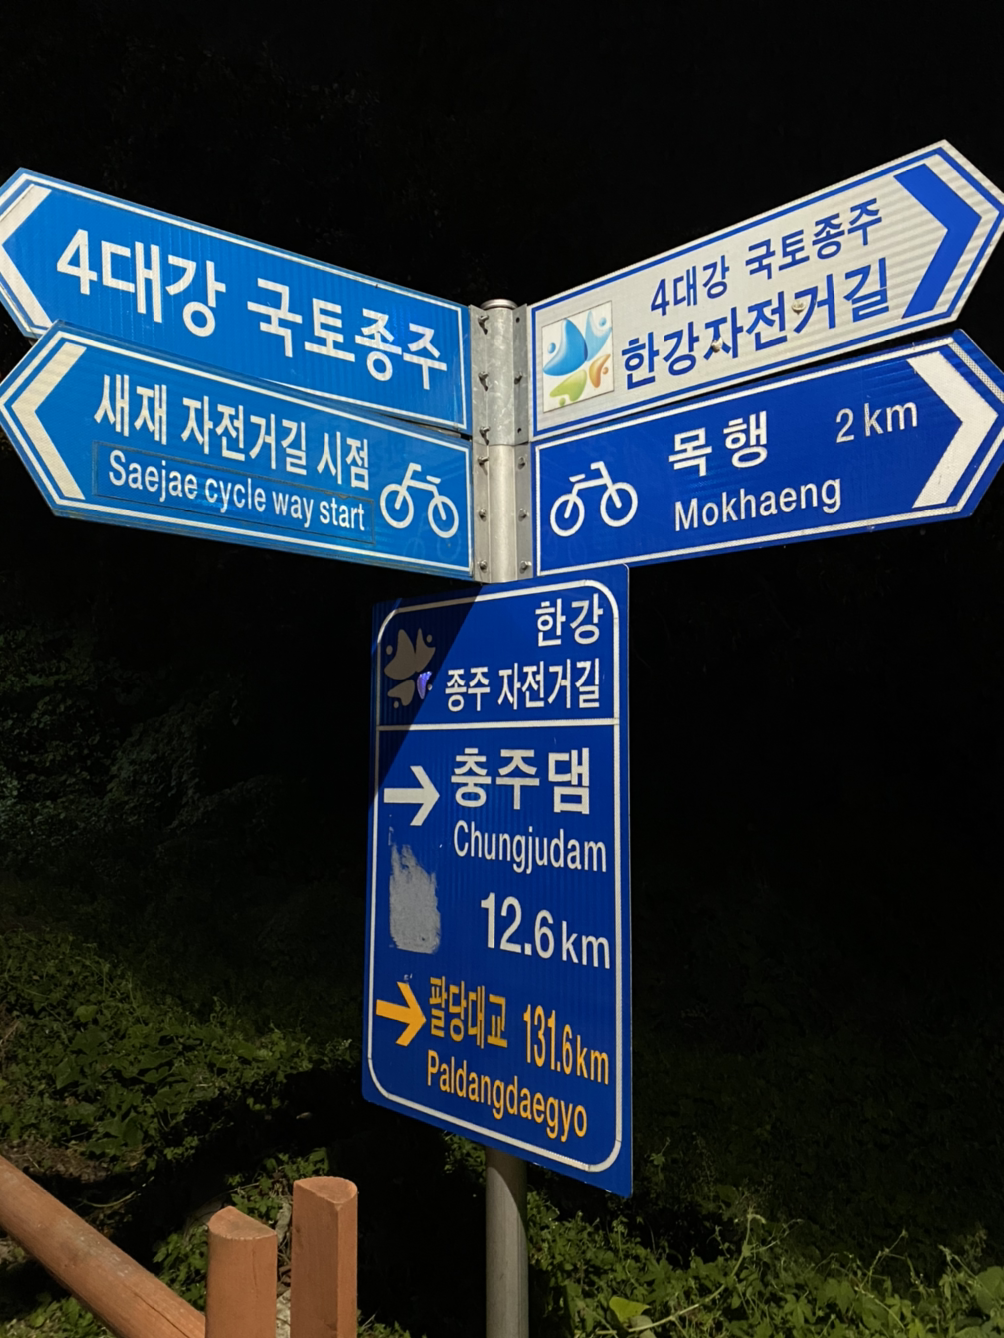 4대강 국토종주
새재 자전거길 시점
Saejae cycle way start
4대강 국토종주
한강자전거길
목행 2 km
Mokhaeng
한강
종주 자전거길
충주댐
Chungjudam
12.6 km
팔당대교 131.6 km
Paldangdaegyo